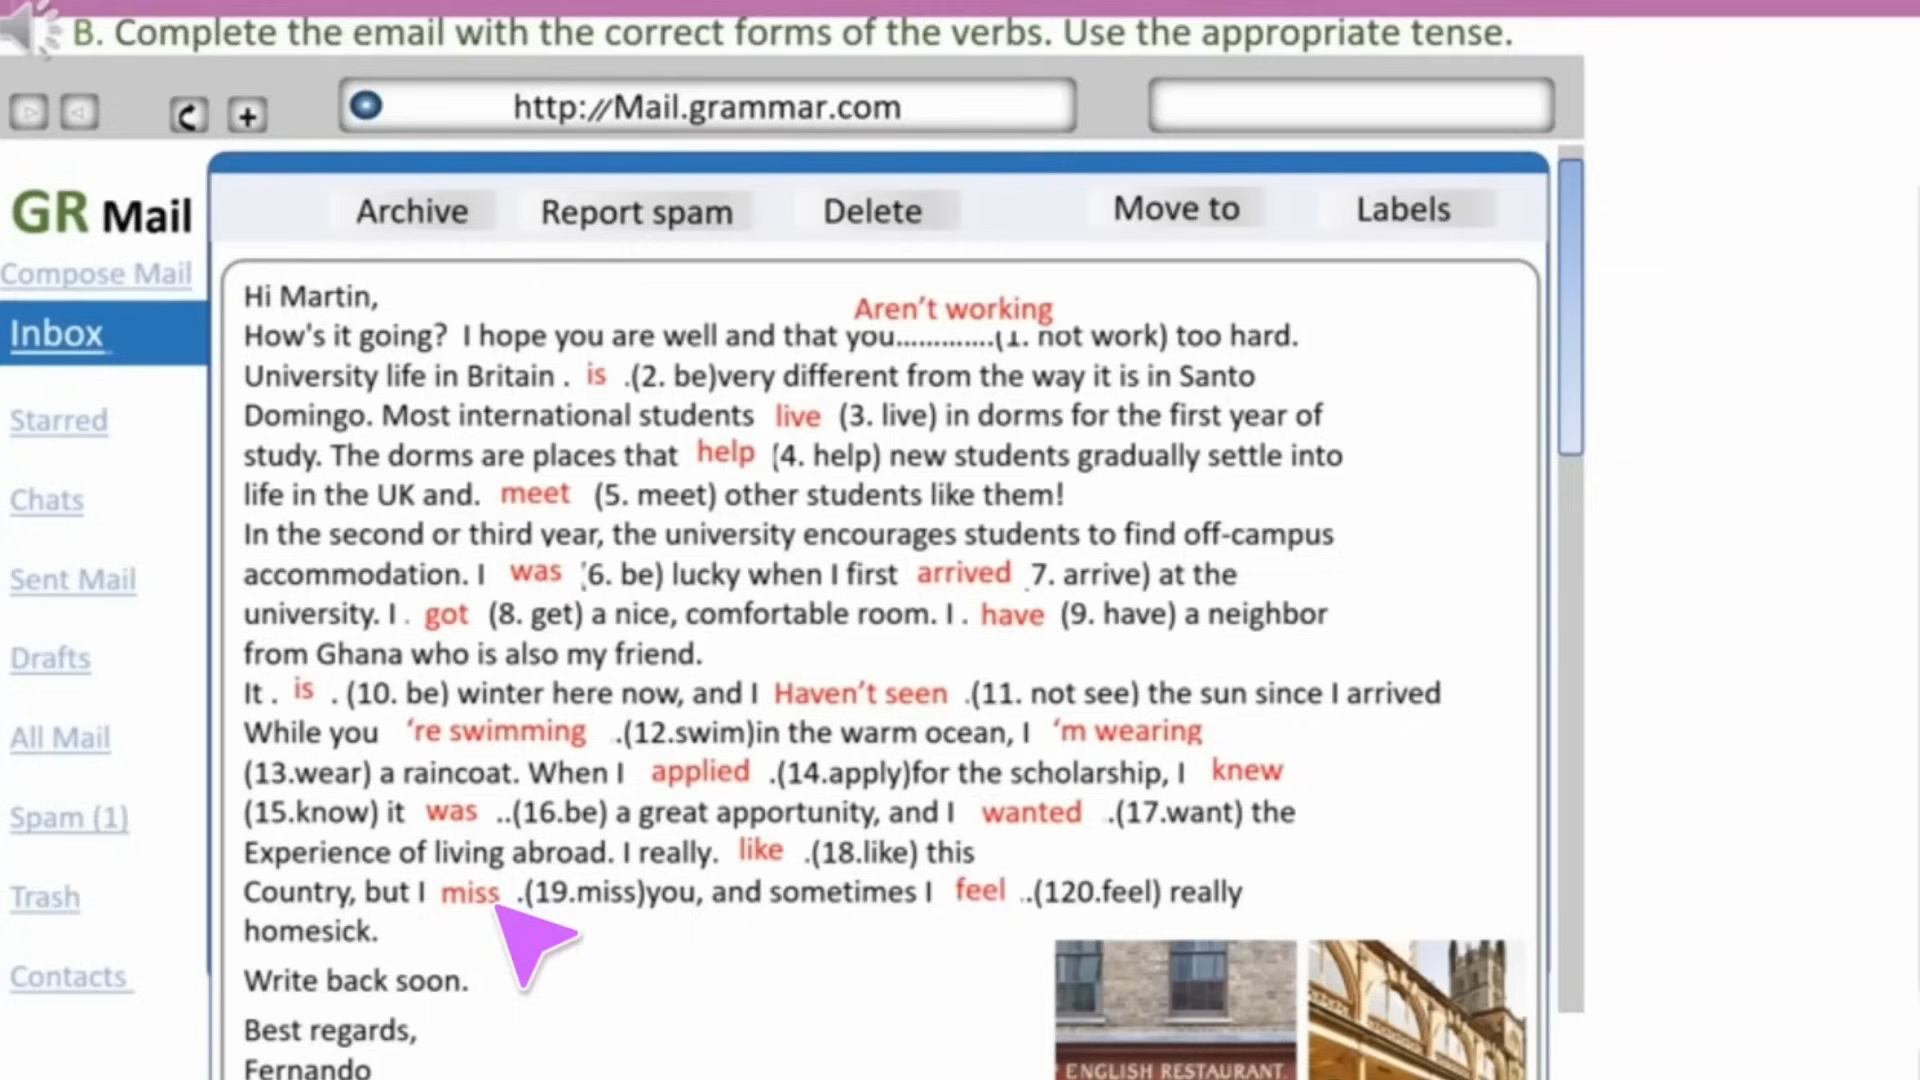 B. Complete the email with the correct forms of the verbs. Use the appropriate tense.
http://Mail.grammar.com
GR Mail
Archive
Report spam
Delete
Move to
Labels
Compose Mail
Inbox
Starred
Chats
Sent Mail
Drafts
All Mail
Spam (1)
Trash
Contacts
Hi Martin,
Aren't working
How's it going? I hope you are well and that you.............(1. not work) too hard.
University life in Britain . is .(2. be)very different from the way it is in Santo
Domingo. Most international students live (3. live) in dorms for the first year of
study. The dorms are places that help (4. help) new students gradually settle into
life in the UK and. meet (5. meet) other students like them!
In the second or third year, the university encourages students to find off-campus
accommodation. I was (6. be) lucky when I first arrived .7. arrive) at the
university. I . got (8. get) a nice, comfortable room. I . have (9. have) a neighbor
from Ghana who is also my friend.
It . is . (10. be) winter here now, and I Haven't seen .(11. not see) the sun since I arrived
While you 're swimming .(12.swim)in the warm ocean, I 'm wearing
(13.wear) a raincoat. When I applied .(14.apply)for the scholarship, I knew
(15.know) it was ..(16.be) a great apportunity, and I wanted .(17.want) the
Experience of living abroad. I really. like .(18.like) this
Country, but I miss .(19.miss)you, and sometimes I feel ..(120.feel) really
homesick.
Write back soon.
Best regards,
Fernando
ENGLISH RESTAURANT.